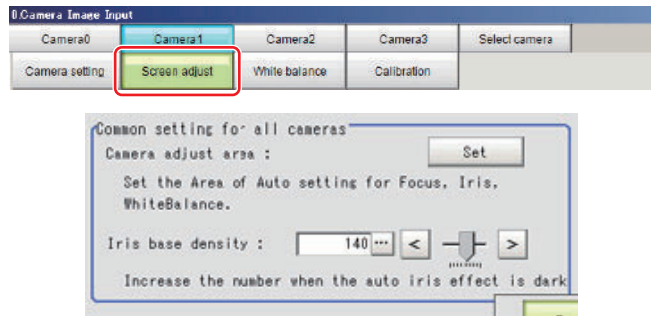 0.Camera Image Input
Camera0 Camera1 Camera2 Camera3 Select camera
Camera setting Screen adjust White balance Calibration
Common setting for all cameras
Camera adjust area : Set
Set the Area of Auto setting for Focus, Iris,
WhiteBalance.
Iris base density : 140 ... < >
Increase the number when the auto iris effect is dark